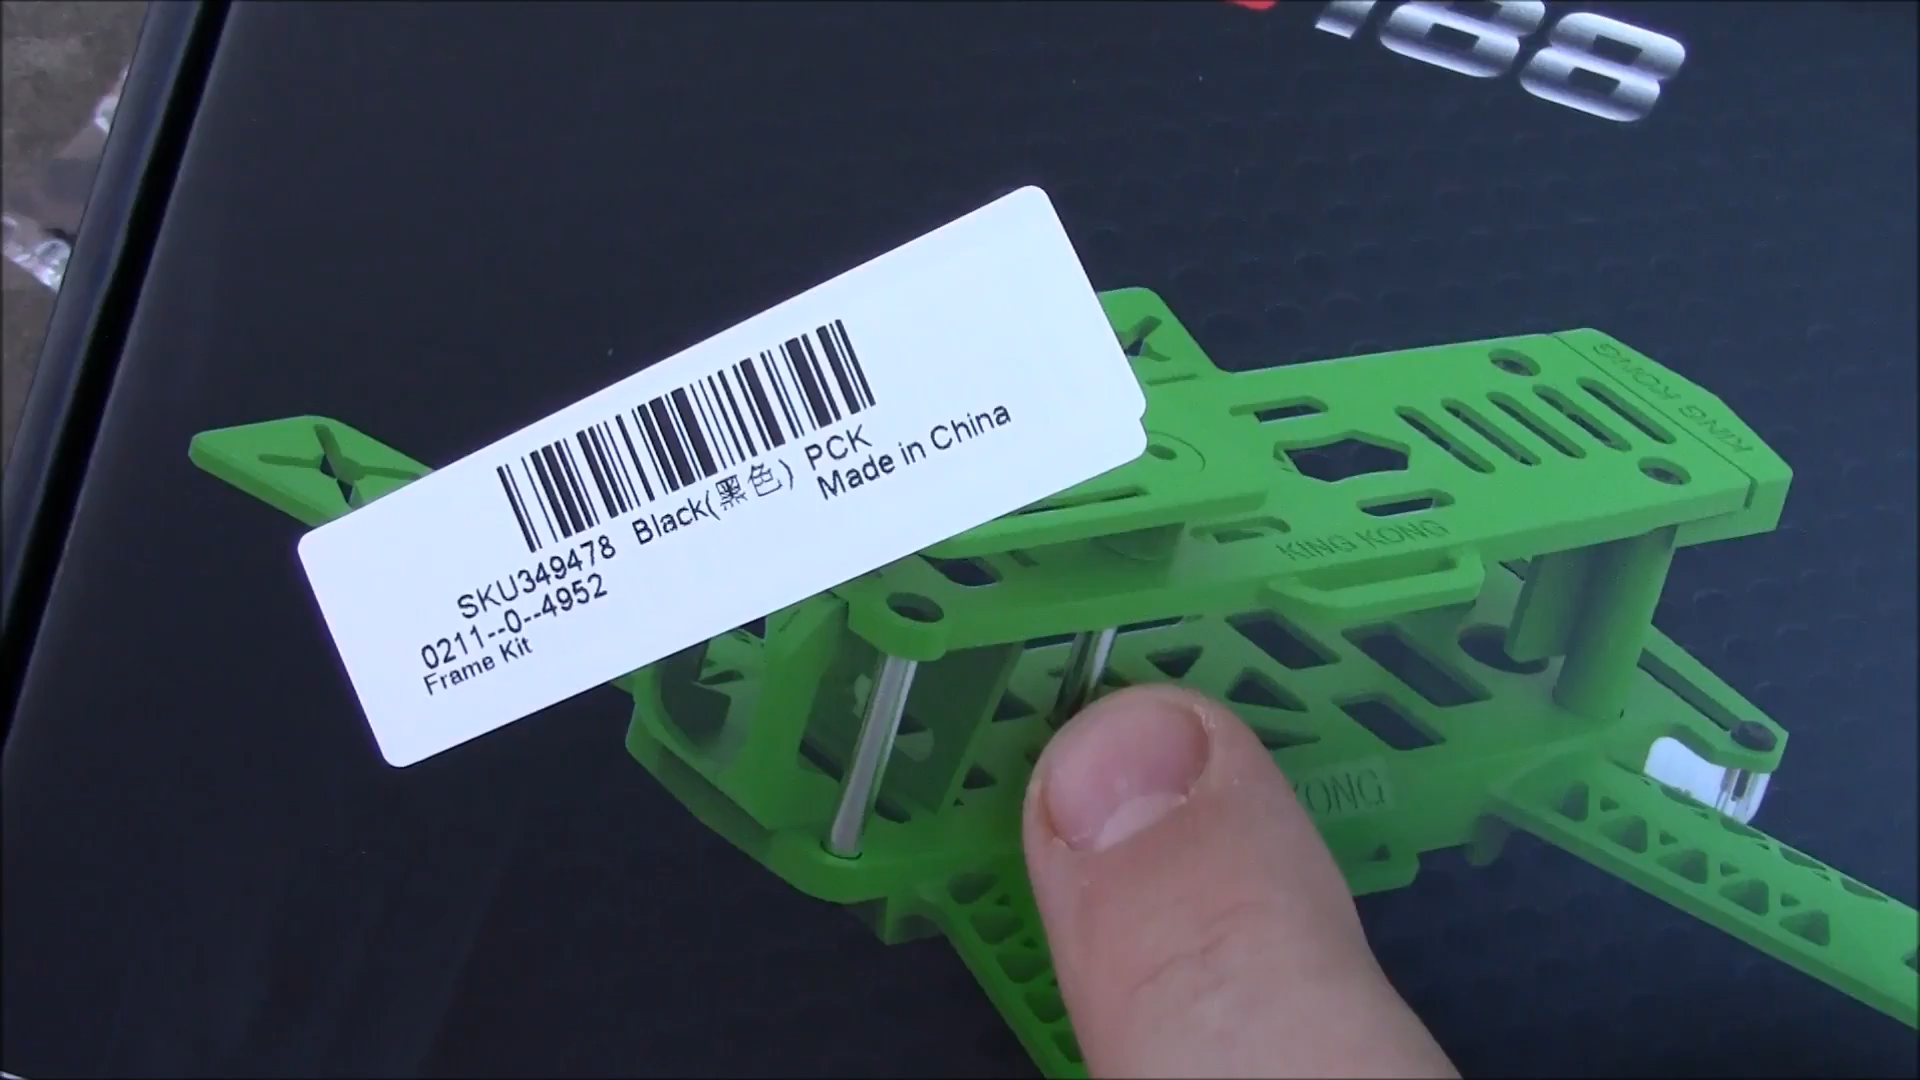 188
SKU349478 Black(黑色) PCK
0211--0--4952 Made in China
Frame Kit
KING KONG
KING KONG
KONG